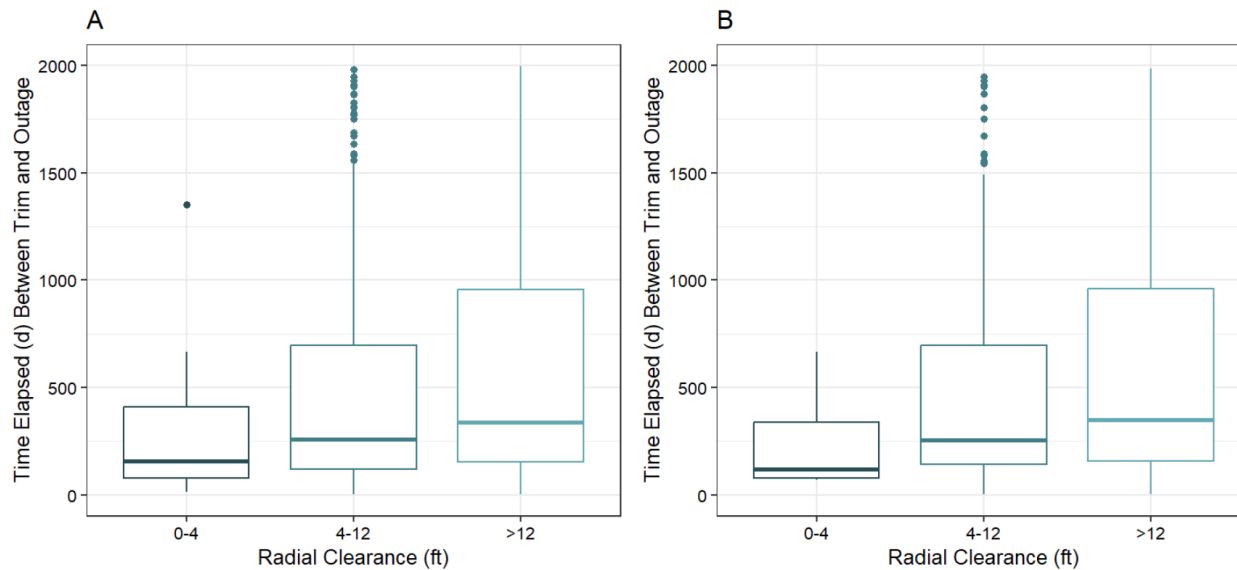 A
Time Elapsed (d) Between Trim and Outage
2000
1500
1000
500
0
0-4
4-12
>12
Radial Clearance (ft)
B
Time Elapsed (d) Between Trim and Outage
2000
1500
1000
500
0
0-4
4-12
>12
Radial Clearance (ft)